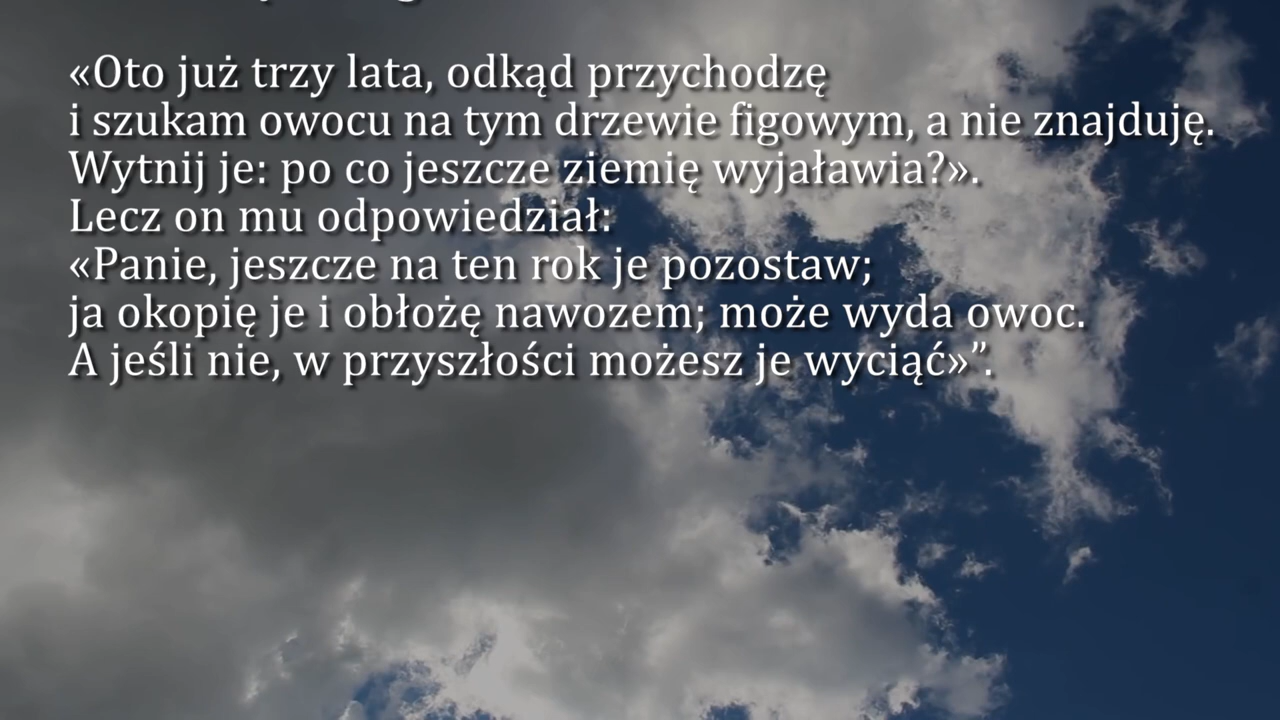 «Oto już trzy lata, odkąd przychodzę
i szukam owocu na tym drzewie figowym, a nie znajduję.
Wytnij je: po co jeszcze ziemię wyjaławia?».
Lecz on mu odpowiedział:
«Panie, jeszcze na ten rok je pozostaw;
ja okopię je i obłożę nawozem; może wyda owoc.
A jeśli nie, w przyszłości możesz je wyciąć»”.